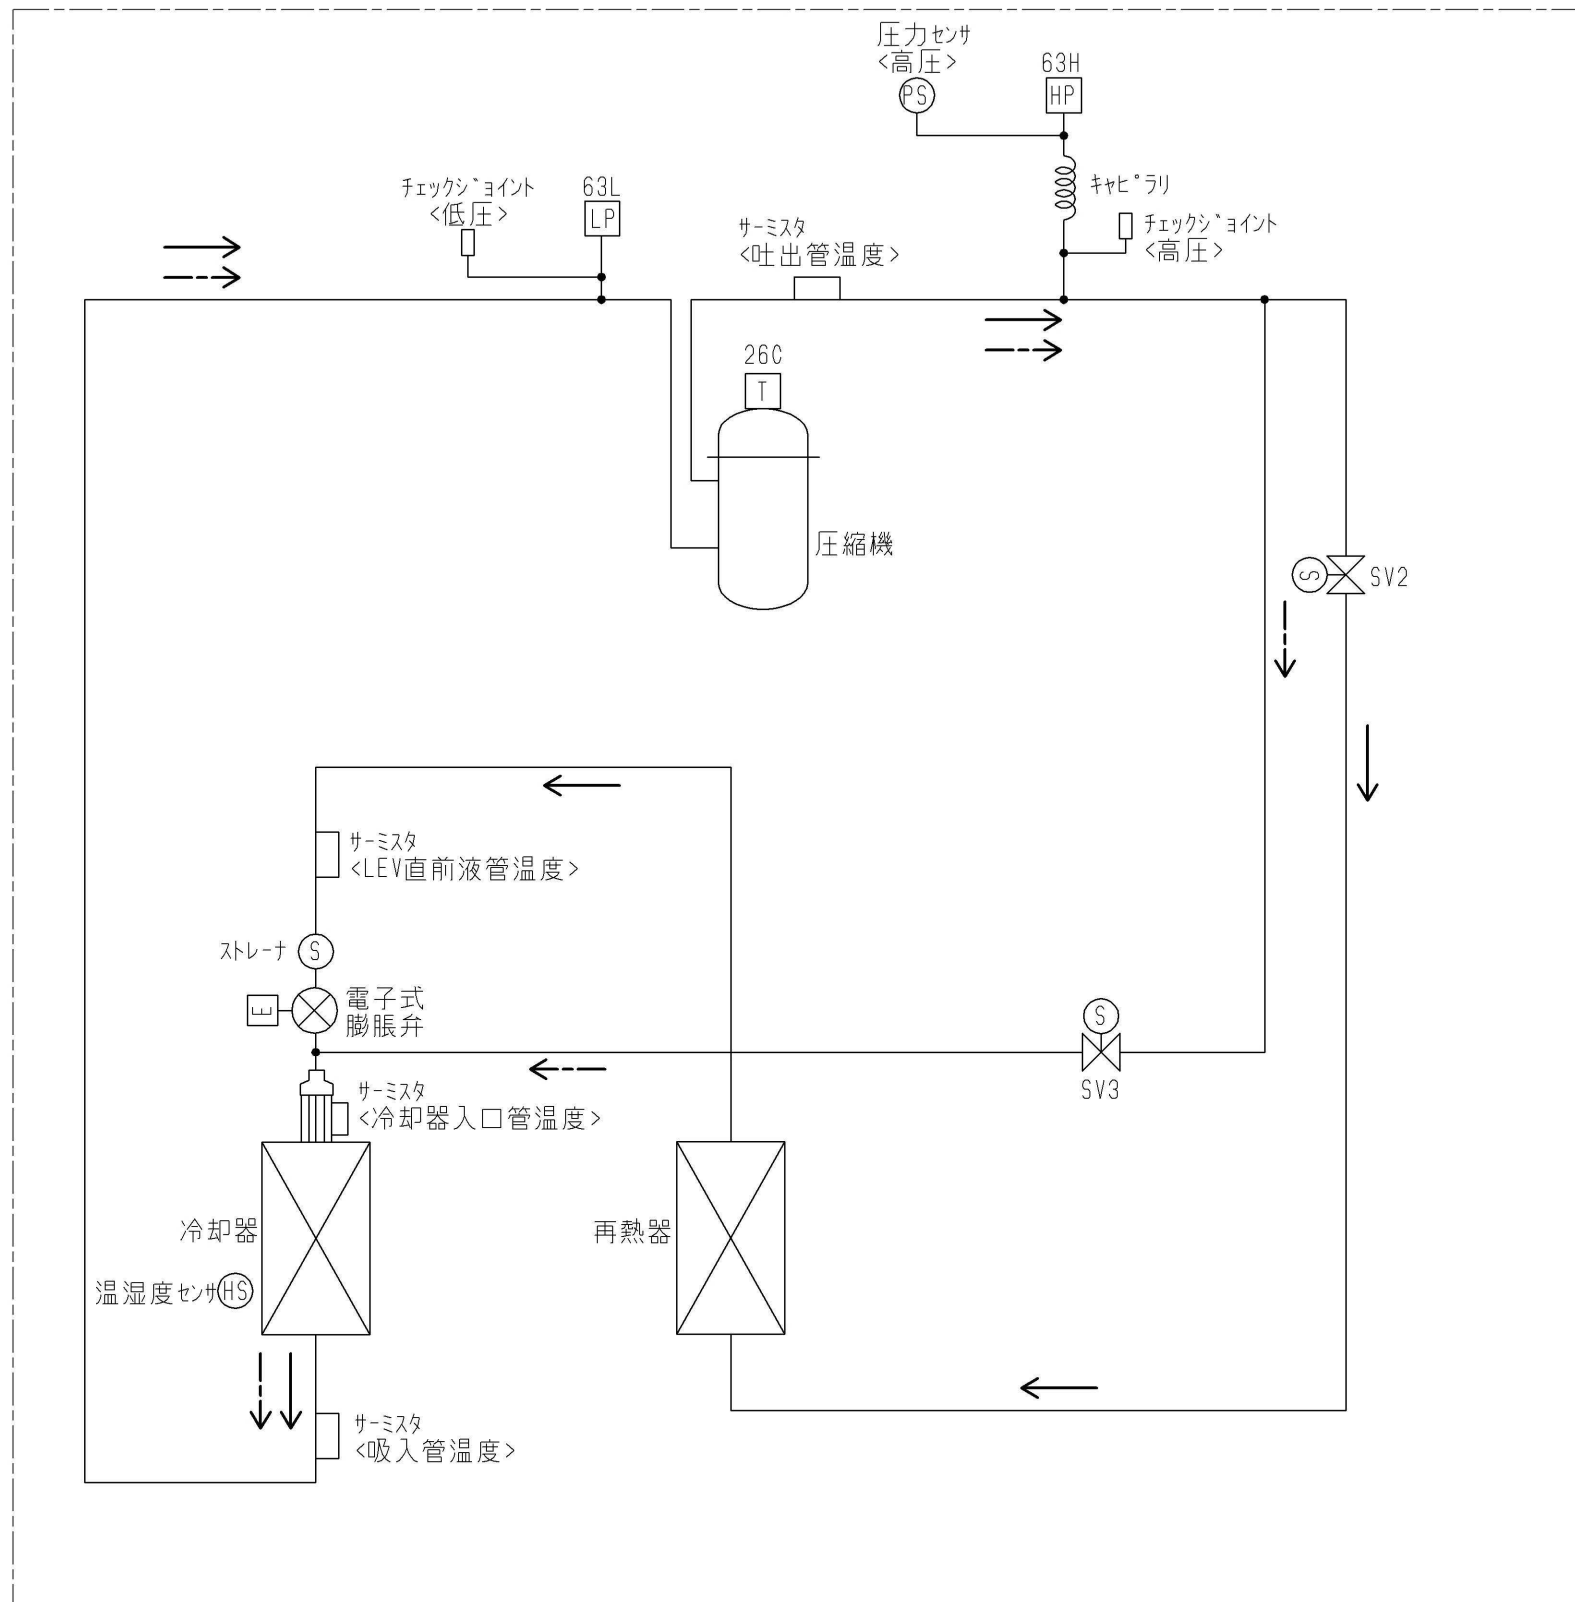 圧力センサ
<高圧>
PS
63H
HP
キャピラリ
チェックジョイント
<高圧>
チェックジョイント
<低圧>
63L
LP
サーミスタ
<吐出管温度>
26C
T
圧縮機
S
SV2
サーミスタ
<LEV直前液管温度>
ストレーナ
S
E
電子式
膨脹弁
S
SV3
サーミスタ
<冷却器入口管温度>
冷却器
再熱器
温湿度センサ
HS
サーミスタ
<吸入管温度>